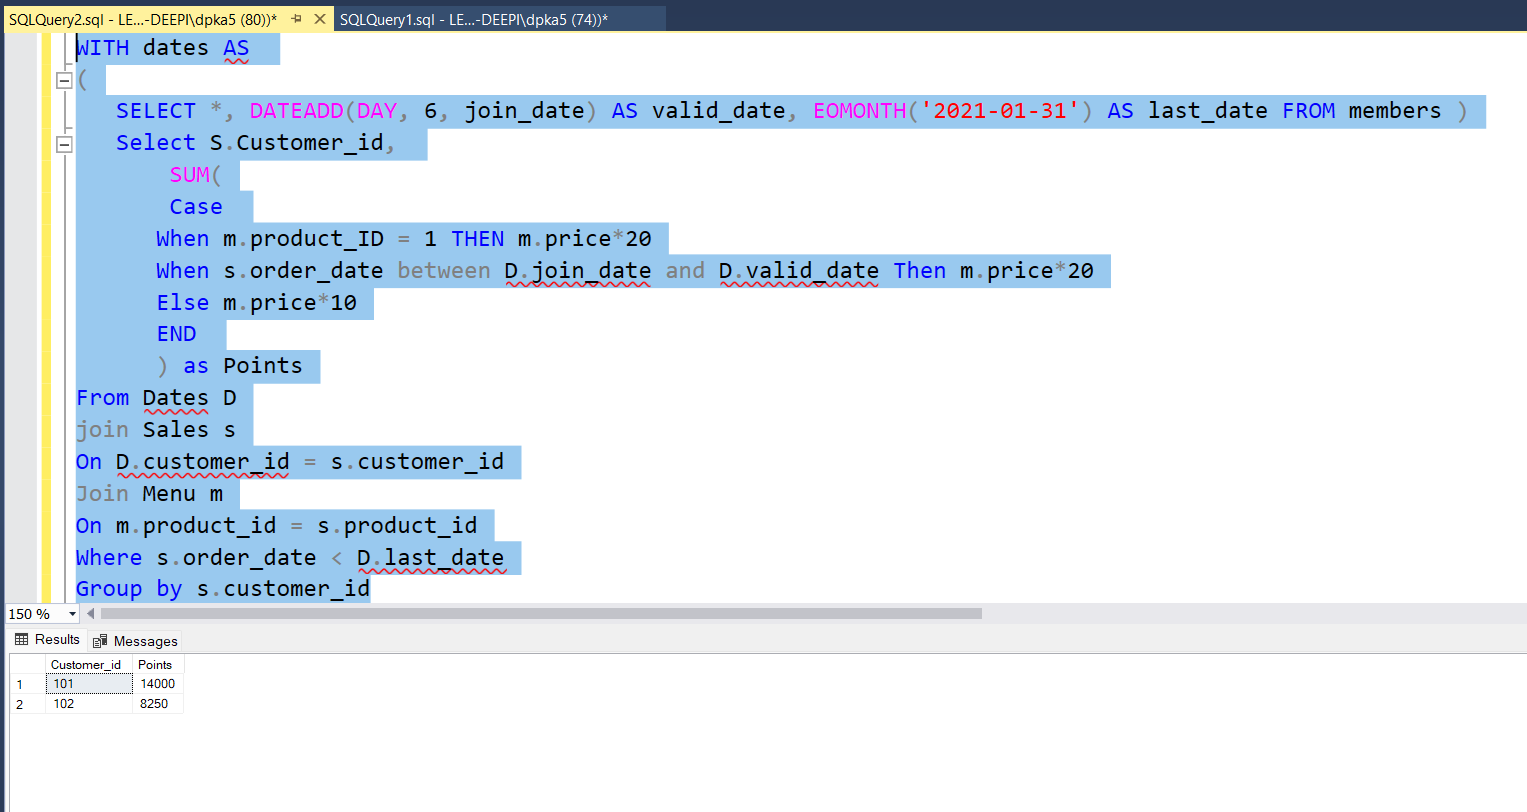 SQLQuery2.sql - LE...-DEEPI\dpka5 (80))* SQLQuery1.sql - LE...-DEEPI\dpka5 (74))*
WITH dates AS
(
SELECT *, DATEADD(DAY, 6, join_date) AS valid_date, EOMONTH('2021-01-31') AS last_date FROM members )
Select S.Customer_id,
SUM(
Case
When m.product_ID = 1 THEN m.price*20
When s.order_date between D.join_date and D.valid_date Then m.price*20
Else m.price*10
END
) as Points
From Dates D
join Sales s
On D.customer_id = s.customer_id
Join Menu m
On m.product_id = s.product_id
Where s.order_date < D.last_date
Group by s.customer_id
150 %
Results Messages
Customer_id Points
1 101 14000
2 102 8250